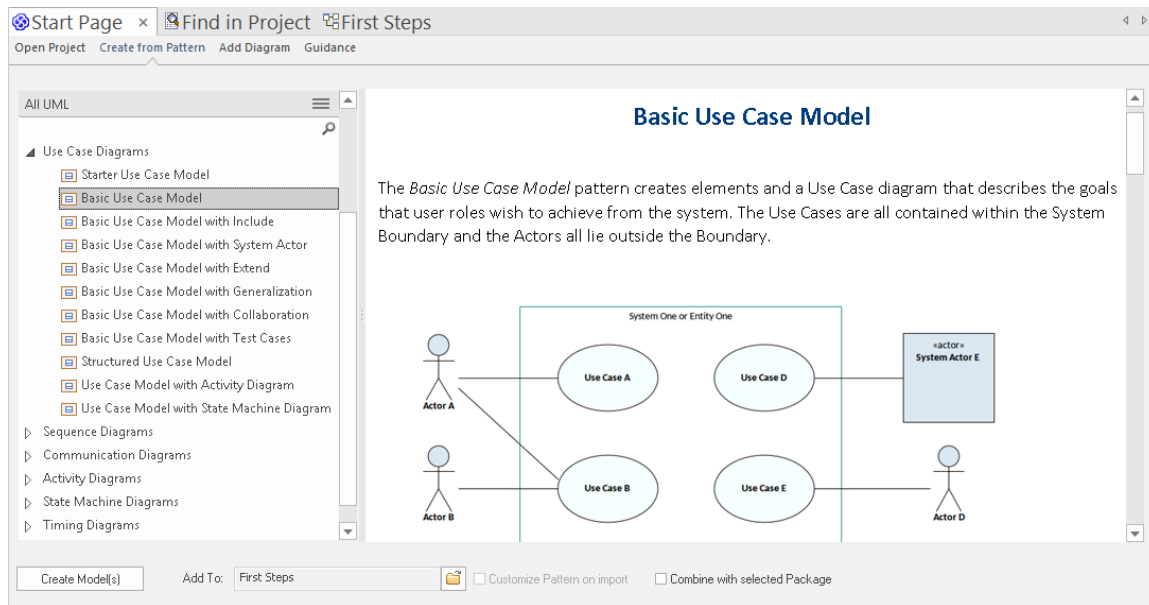 Start Page × Find in Project First Steps
Open Project Create from Pattern Add Diagram Guidance
All UML
Use Case Diagrams
Starter Use Case Model
Basic Use Case Model
Basic Use Case Model with Include
Basic Use Case Model with System Actor
Basic Use Case Model with Extend
Basic Use Case Model with Generalization
Basic Use Case Model with Collaboration
Basic Use Case Model with Test Cases
Structured Use Case Model
Use Case Model with Activity Diagram
Use Case Model with State Machine Diagram
Sequence Diagrams
Communication Diagrams
Activity Diagrams
State Machine Diagrams
Timing Diagrams
Basic Use Case Model
The Basic Use Case Model pattern creates elements and a Use Case diagram that describes the goals
that user roles wish to achieve from the system. The Use Cases are all contained within the System
Boundary and the Actors all lie outside the Boundary.
System One or Entity One
«actor»
System Actor E
Use Case A
Use Case D
Actor A
Use Case B
Use Case E
Actor B
Actor D
Create Model(s) Add To: First Steps Customize Pattern on import Combine with selected Package